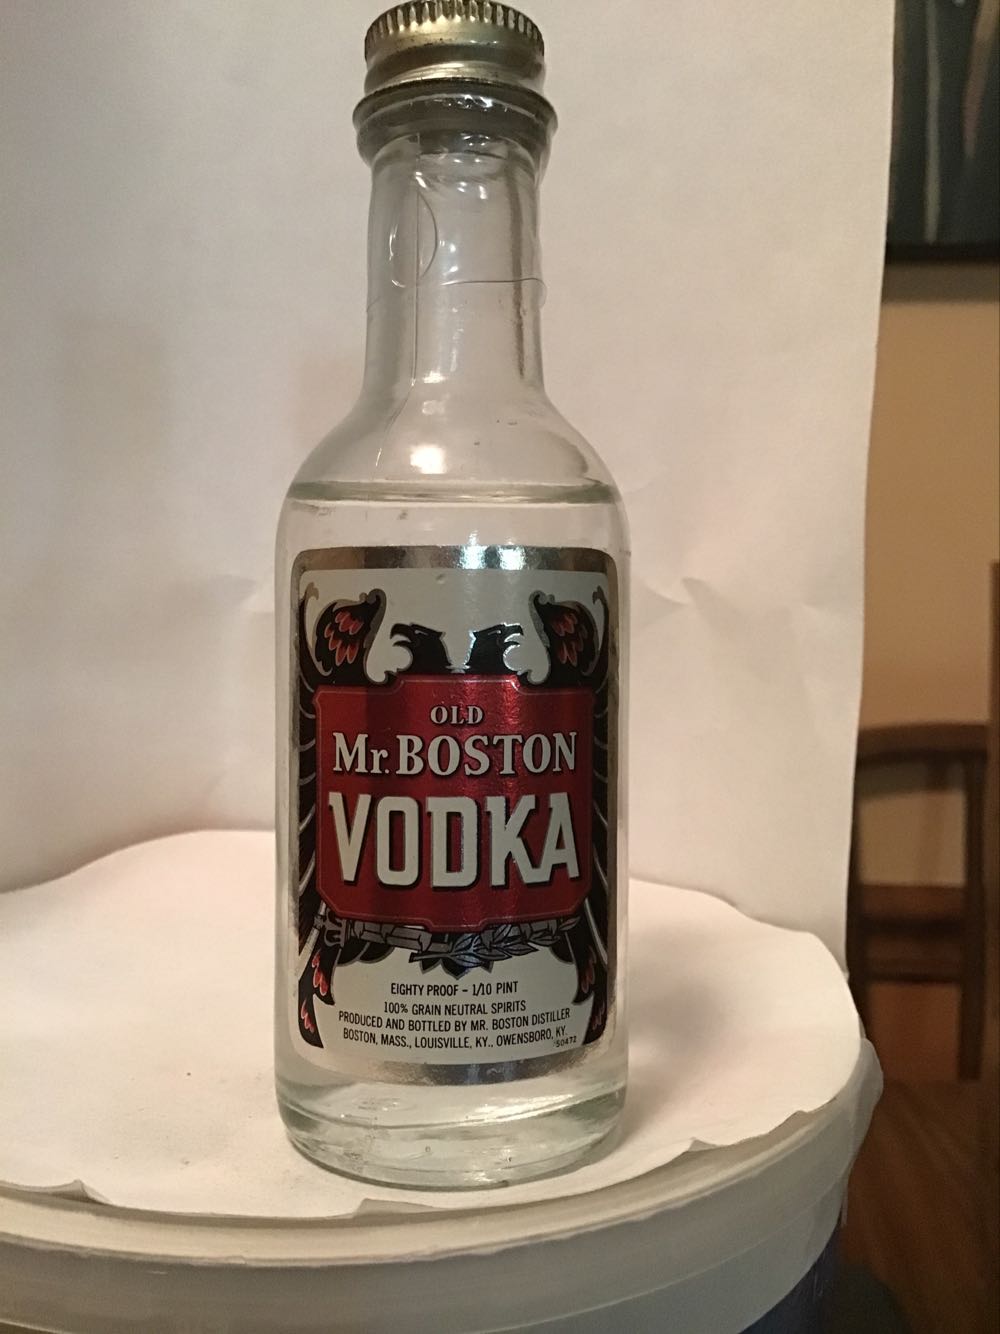 OLD
Mr. BOSTON
VODKA
EIGHTY PROOF - 1/10 PINT
100% GRAIN NEUTRAL SPIRITS
PRODUCED AND BOTTLED BY MR. BOSTON DISTILLER
BOSTON, MASS., LOUISVILLE, KY., OWENSBORO, KY.
50472